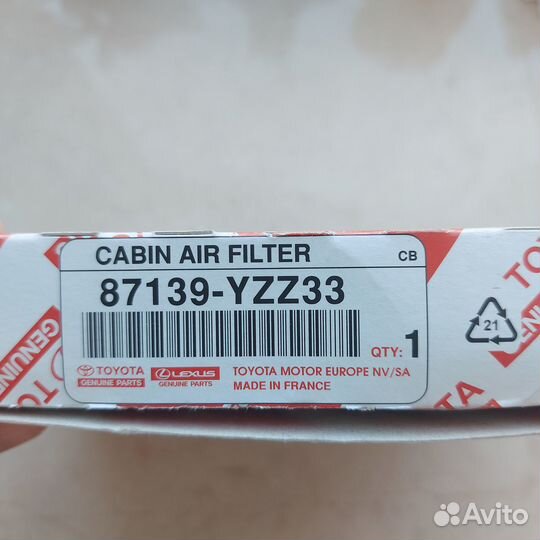 CABIN AIR FILTER
CB
87139-YZZ33
QTY: 1
TOYOTA
GENUINE PARTS
LEXUS
GENUINE PARTS
TOYOTA MOTOR EUROPE NV/SA
MADE IN FRANCE
21
GENUINE
TOYOTA
TOYOTA
GENUINE
Avito